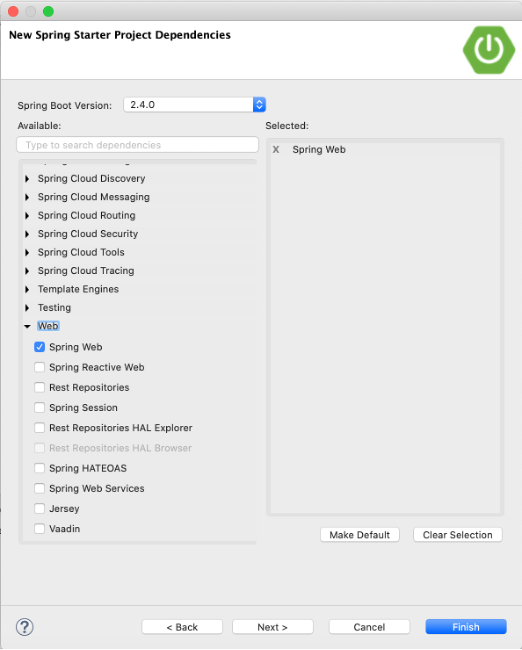 New Spring Starter Project Dependencies
Spring Boot Version: 2.4.0
Available:
Selected:
Type to search dependencies
X Spring Web
Spring Cloud Discovery
Spring Cloud Messaging
Spring Cloud Routing
Spring Cloud Security
Spring Cloud Tools
Spring Cloud Tracing
Template Engines
Testing
Web
Spring Web
Spring Reactive Web
Rest Repositories
Spring Session
Rest Repositories HAL Explorer
Rest Repositories HAL Browser
Spring HATEOAS
Spring Web Services
Jersey
Vaadin
Make Default
Clear Selection
?
< Back
Next >
Cancel
Finish